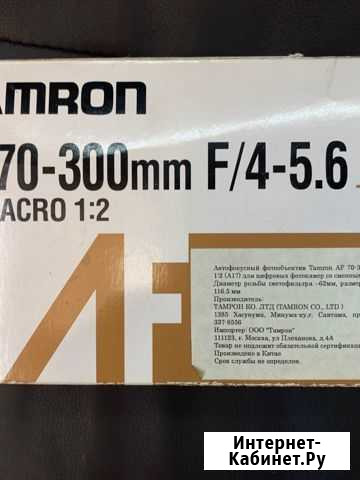 AMRON
70-300mm F/4-5.6
ACRO 1:2
AF
Автофокусный фотообъектив Tamron AF 70-3
1:2 (A17) для цифровых фотокамер со сменным
Диаметр резьбы светофильтра -62мм, размер
116.5 мм
Производитель:
ТАМРОН КО. ЛТД (TAMRON CO., LTD )
1385 Хасунума, Минума-ку,г. Саитама, пр
337-8556
Импортер: ООО "Тамрон"
111123, г. Москва, ул Плеханова, д.4А
Товар не подлежит обязательной сертификац
Произведено в Китае
Срок службы не определен.
Интернет-
Кабинет.Ру